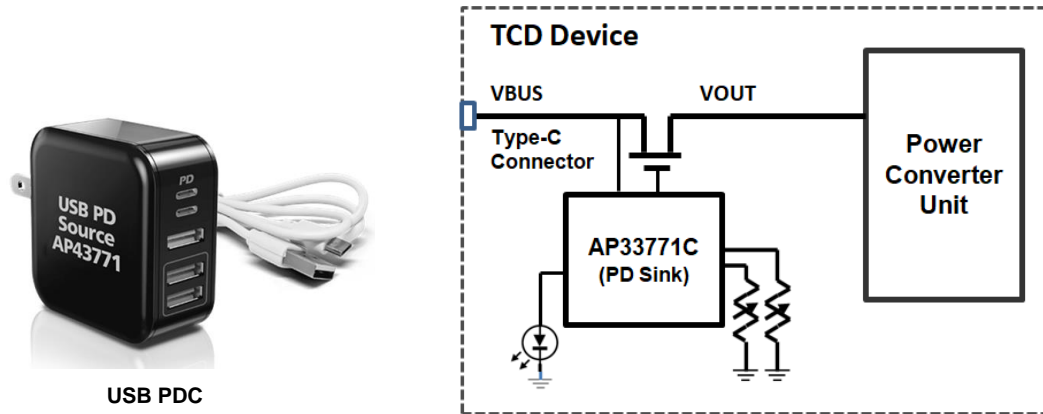 PD
USB PD
Source
AP43771
USB PDC
TCD Device
VBUS
VOUT
Type-C
Connector
AP33771C
(PD Sink)
Power
Converter
Unit